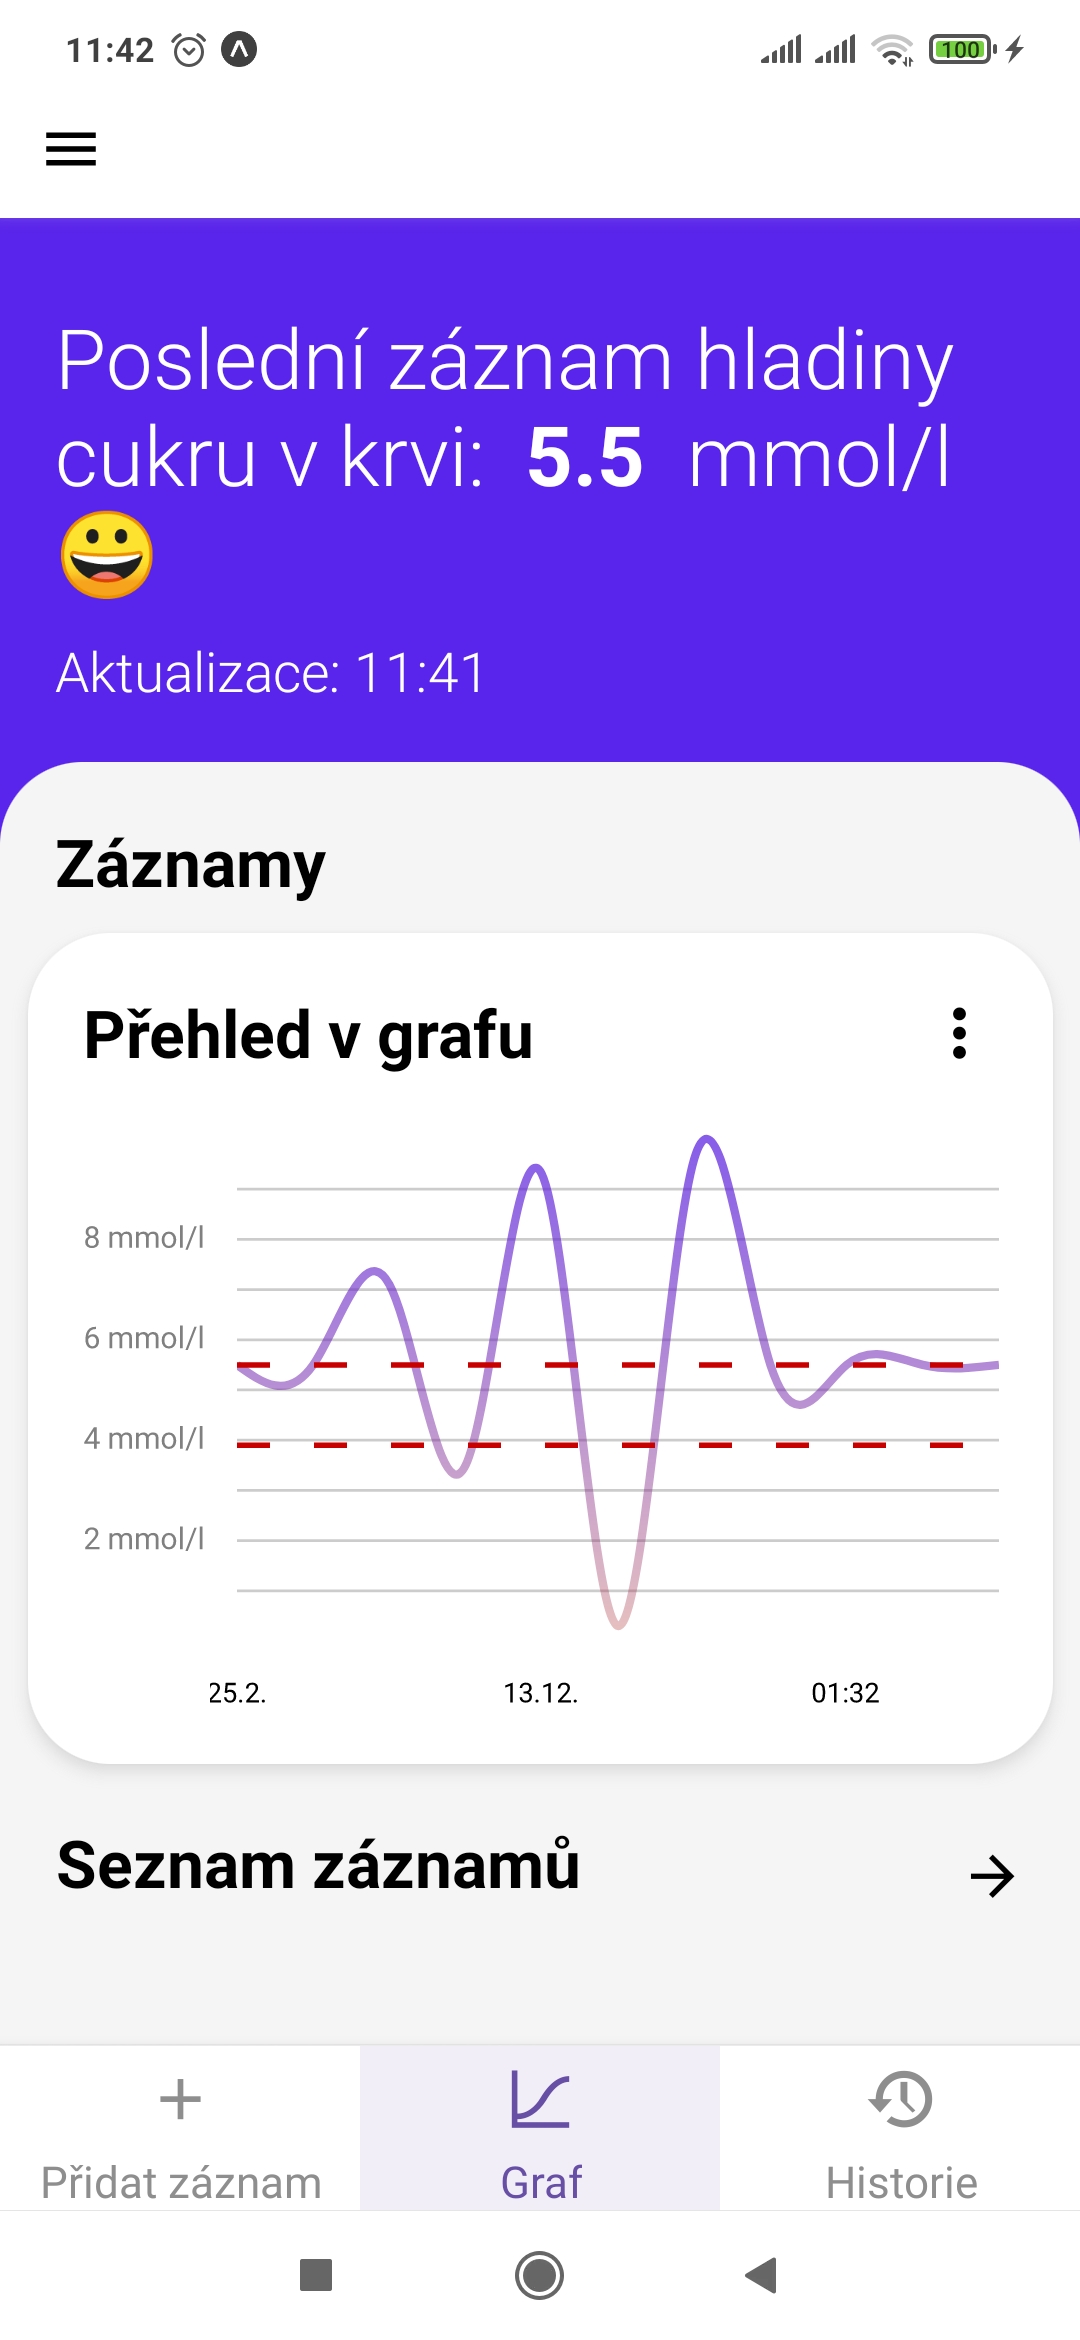 11:42
100
Poslední záznam hladiny
cukru v krvi: 5.5 mmol/l
Aktualizace: 11:41
Záznamy
Přehled v grafu
8 mmol/l
6 mmol/l
4 mmol/l
2 mmol/l
25.2. 13.12. 01:32
Seznam záznamů
Přidat záznam Graf Historie